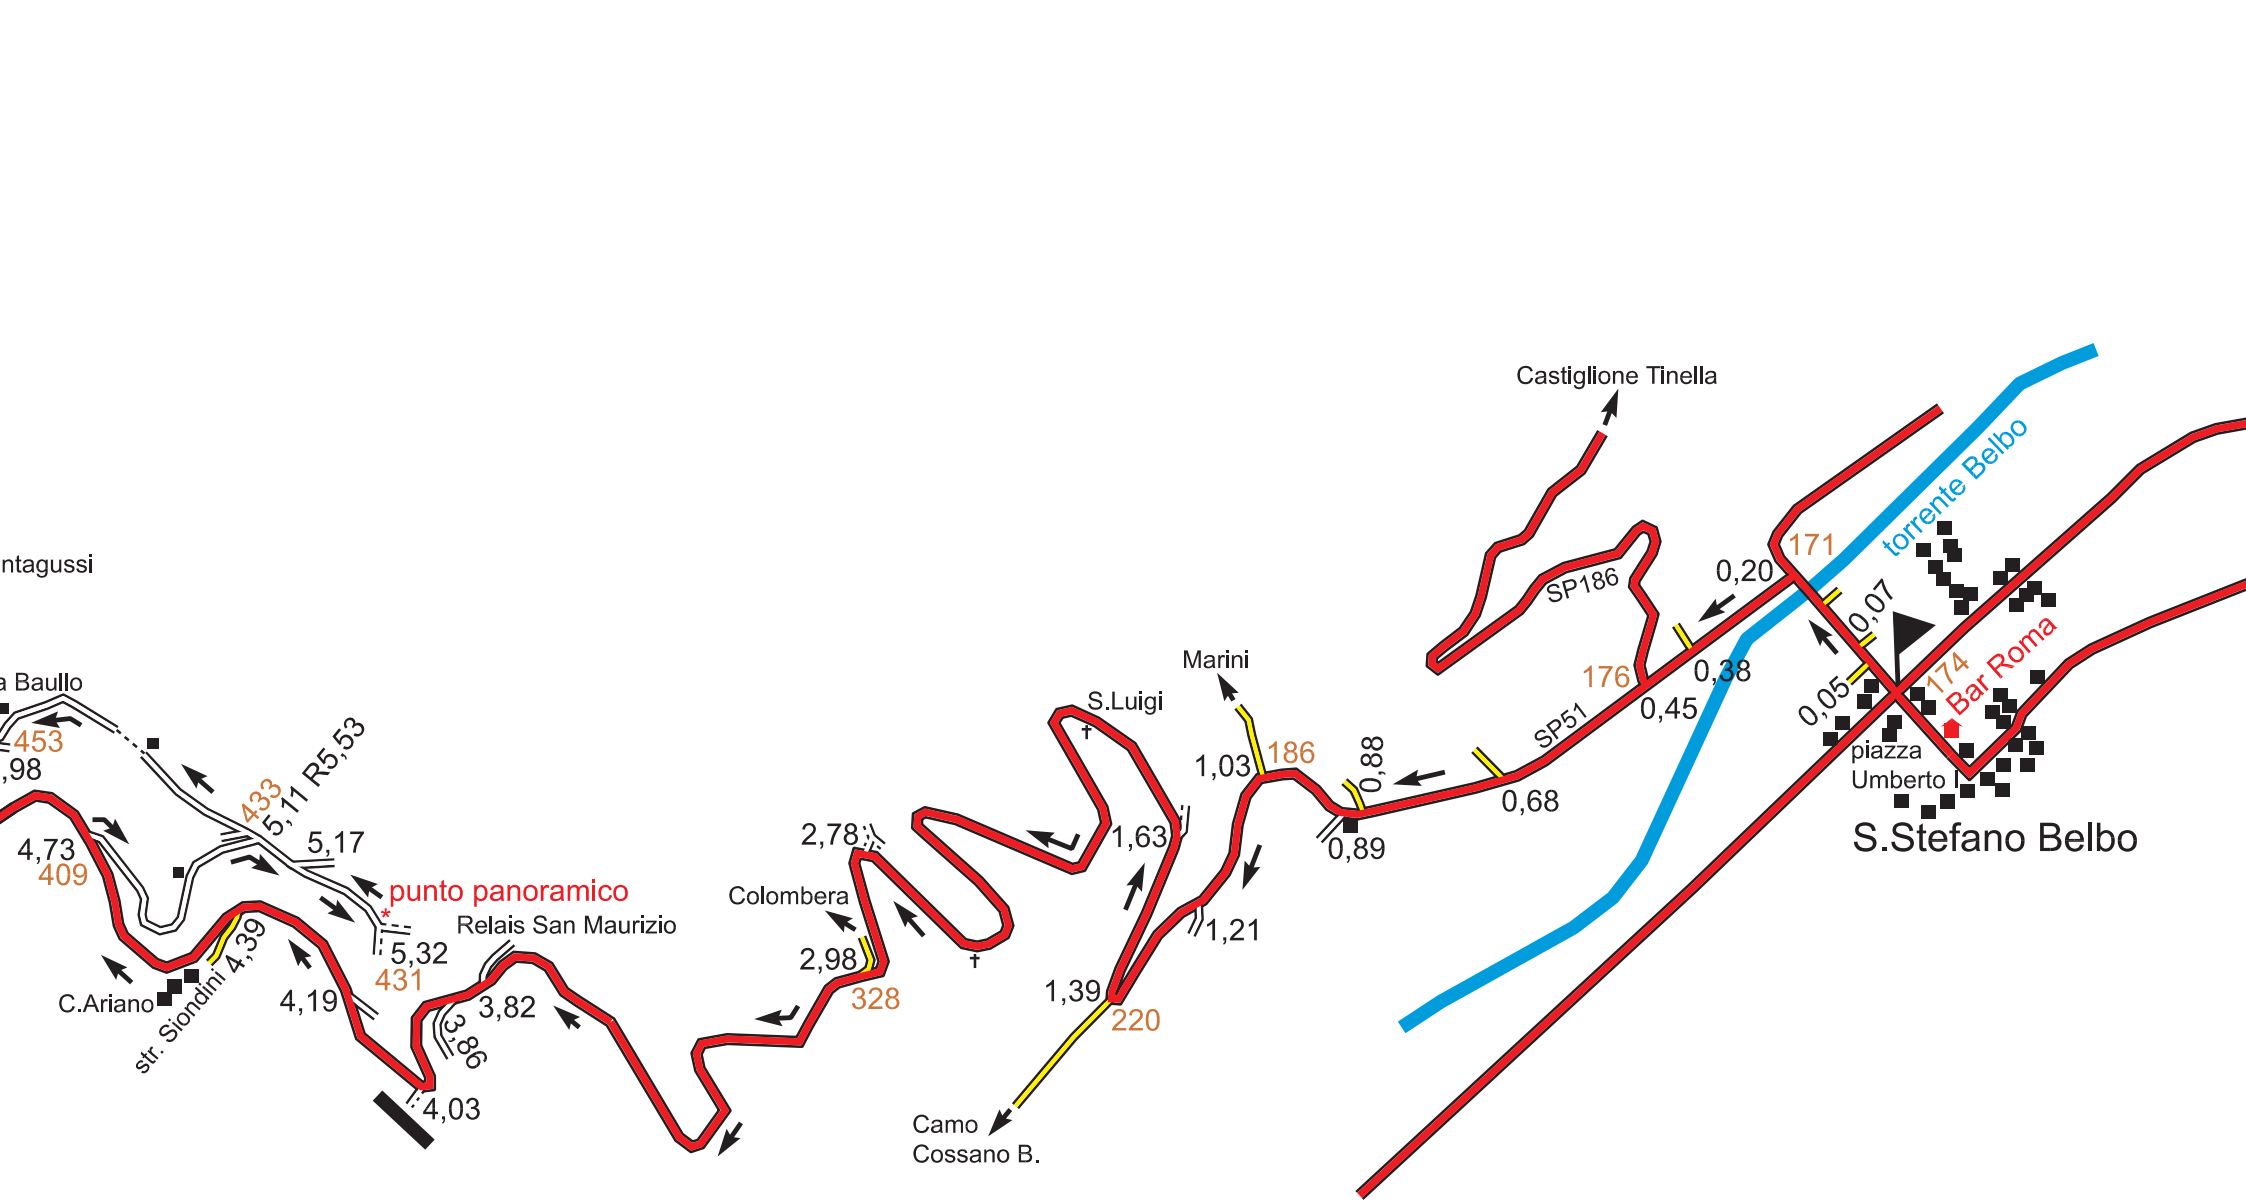 Castiglione Tinella
torrente Belbo
171
ntagussi
0,20
SP186
0,07
Marini
176
0,38
174
Bar Roma
a Baullo
S.Luigi
0,05
0,45
SP51
453
5,11 R5,53
186
0,88
piazza
Umberto I
,98
1,03
0,68
433
S.Stefano Belbo
4,73
5,17
2,78
1,63
0,89
409
punto panoramico
Colombera
Relais San Maurizio
1,21
4,39
5,32
2,98
431
328
1,39
C.Ariano
4,19
3,82
220
str. Siondini
3,86
4,03
Camo
Cossano B.